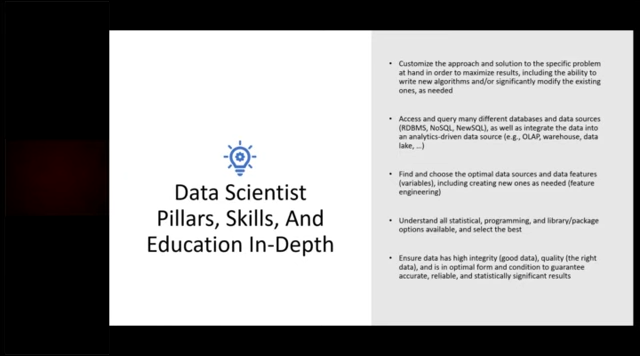 Data Scientist
Pillars, Skills, And
Education In-Depth
• Customize the approach and solution to the specific problem
at hand in order to maximize results, including the ability to
write new algorithms and/or significantly modify the existing
ones, as needed
• Access and query many different databases and data sources
(RDBMS, NoSQL, NewSQL), as well as integrate the data into
an analytics-driven data source (e.g., OLAP, warehouse, data
lake, …)
• Find and choose the optimal data sources and data features
(variables), including creating new ones as needed (feature
engineering)
• Understand all statistical, programming, and library/package
options available, and select the best
• Ensure data has high integrity (good data), quality (the right
data), and is in optimal form and condition to guarantee
accurate, reliable, and statistically significant results